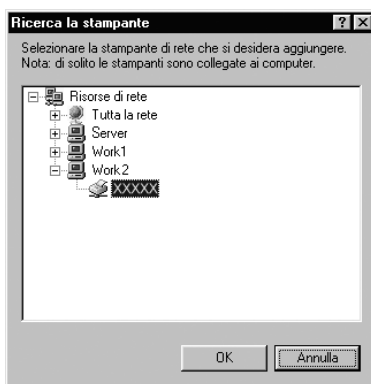 Ricerca la stampante
Selezionare la stampante di rete che si desidera aggiungere.
Nota: di solito le stampanti sono collegate ai computer.
Risorse di rete
Tutta la rete
Server
Work1
Work2
XXXXX
OK
Annulla